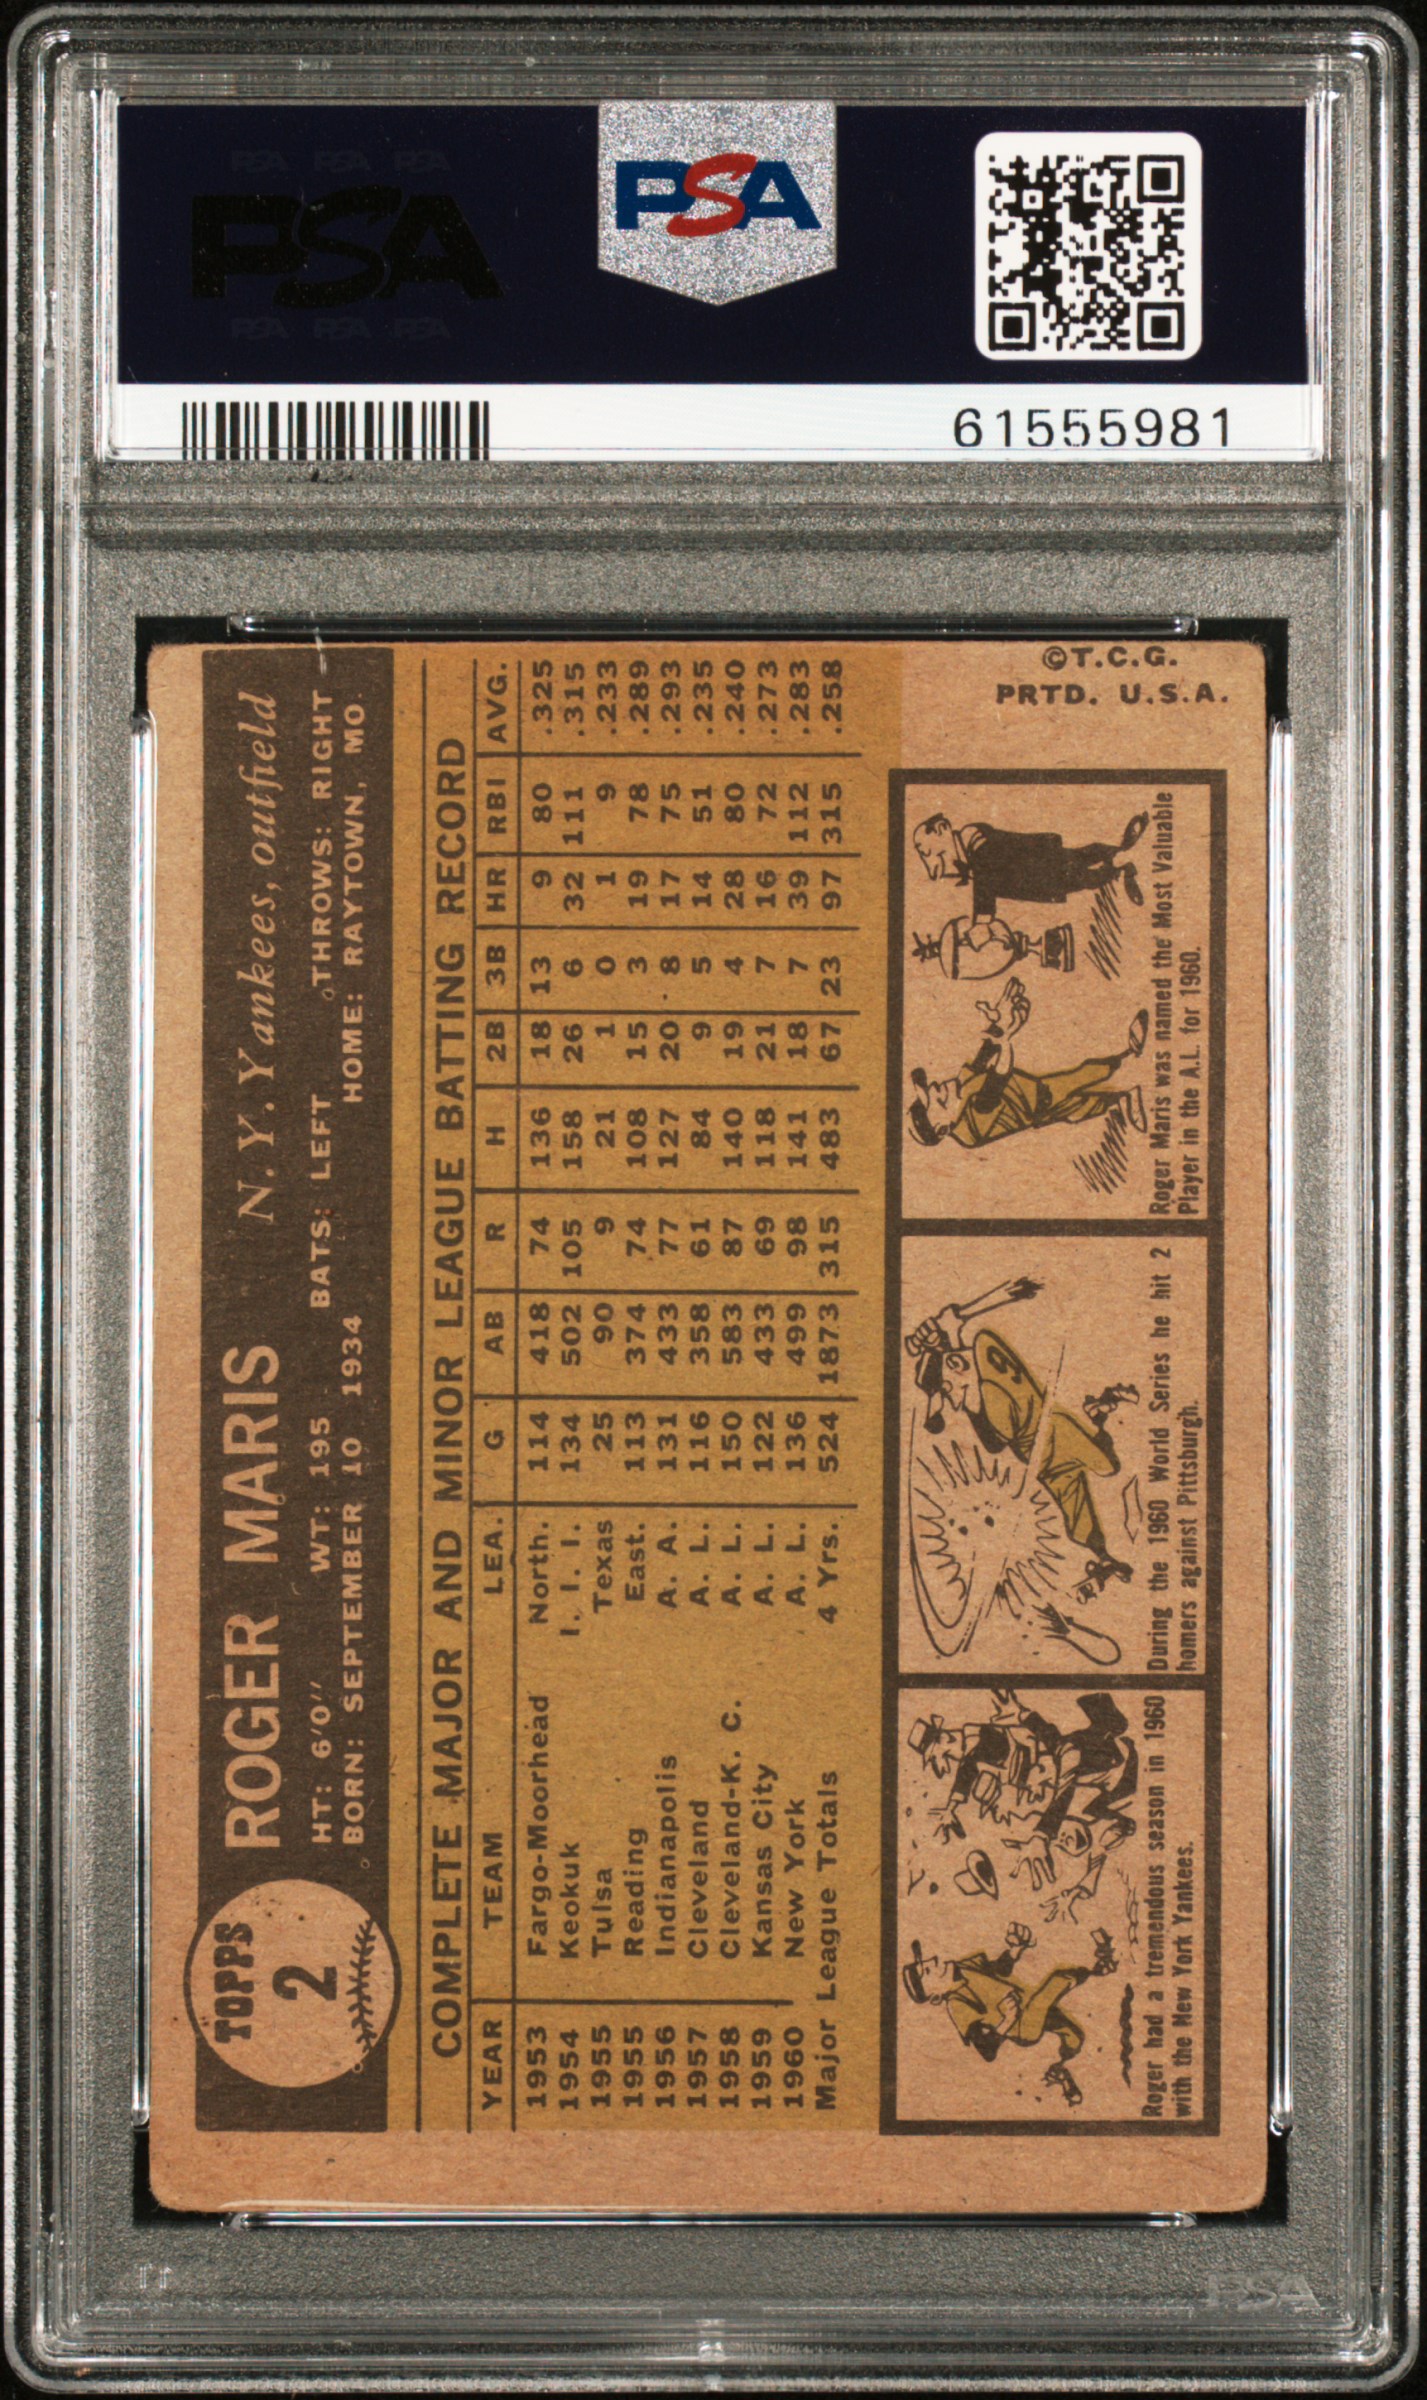 PSA PSA PSA
PSA
PSA PSA PSA
PSA
61555981
TOPPS
2
ROGER MARIS N. Y. Yankees, outfield
HT: 6'0" WT: 195 BATS: LEFT THROWS: RIGHT
BORN: SEPTEMBER 10 1934 HOME: RAYTOWN, MO.
COMPLETE MAJOR AND MINOR LEAGUE BATTING RECORD
YEAR TEAM LEA. G AB R H 2B 3B HR RBI AVG.
1953 Fargo-Moorhead North. 114 418 74 136 18 13 9 80 .325
1954 Keokuk I. I. I. 134 502 105 158 26 6 32 111 .315
1955 Tulsa Texas 25 90 9 21 1 0 1 9 .233
1955 Reading East. 113 374 74 108 15 3 19 78 .289
1956 Indianapolis A. A. 131 433 77 127 20 8 17 75 .293
1957 Cleveland A. L. 116 358 61 84 9 5 14 51 .235
1958 Cleveland-K. C. A. L. 150 583 87 140 19 4 28 80 .240
1959 Kansas City A. L. 122 433 69 118 21 7 16 72 .273
1960 New York A. L. 136 499 98 141 18 7 39 112 .283
Major League Totals 4 Yrs. 524 1873 315 483 67 23 97 315 .258
Roger had a tremendous season in 1960
with the New York Yankees.
9
During the 1960 World Series he hit 2
homers against Pittsburgh.
Roger Maris was named the Most Valuable
Player in the A.L. for 1960.
©T.C.G.
PRTD. U.S.A.
PSA